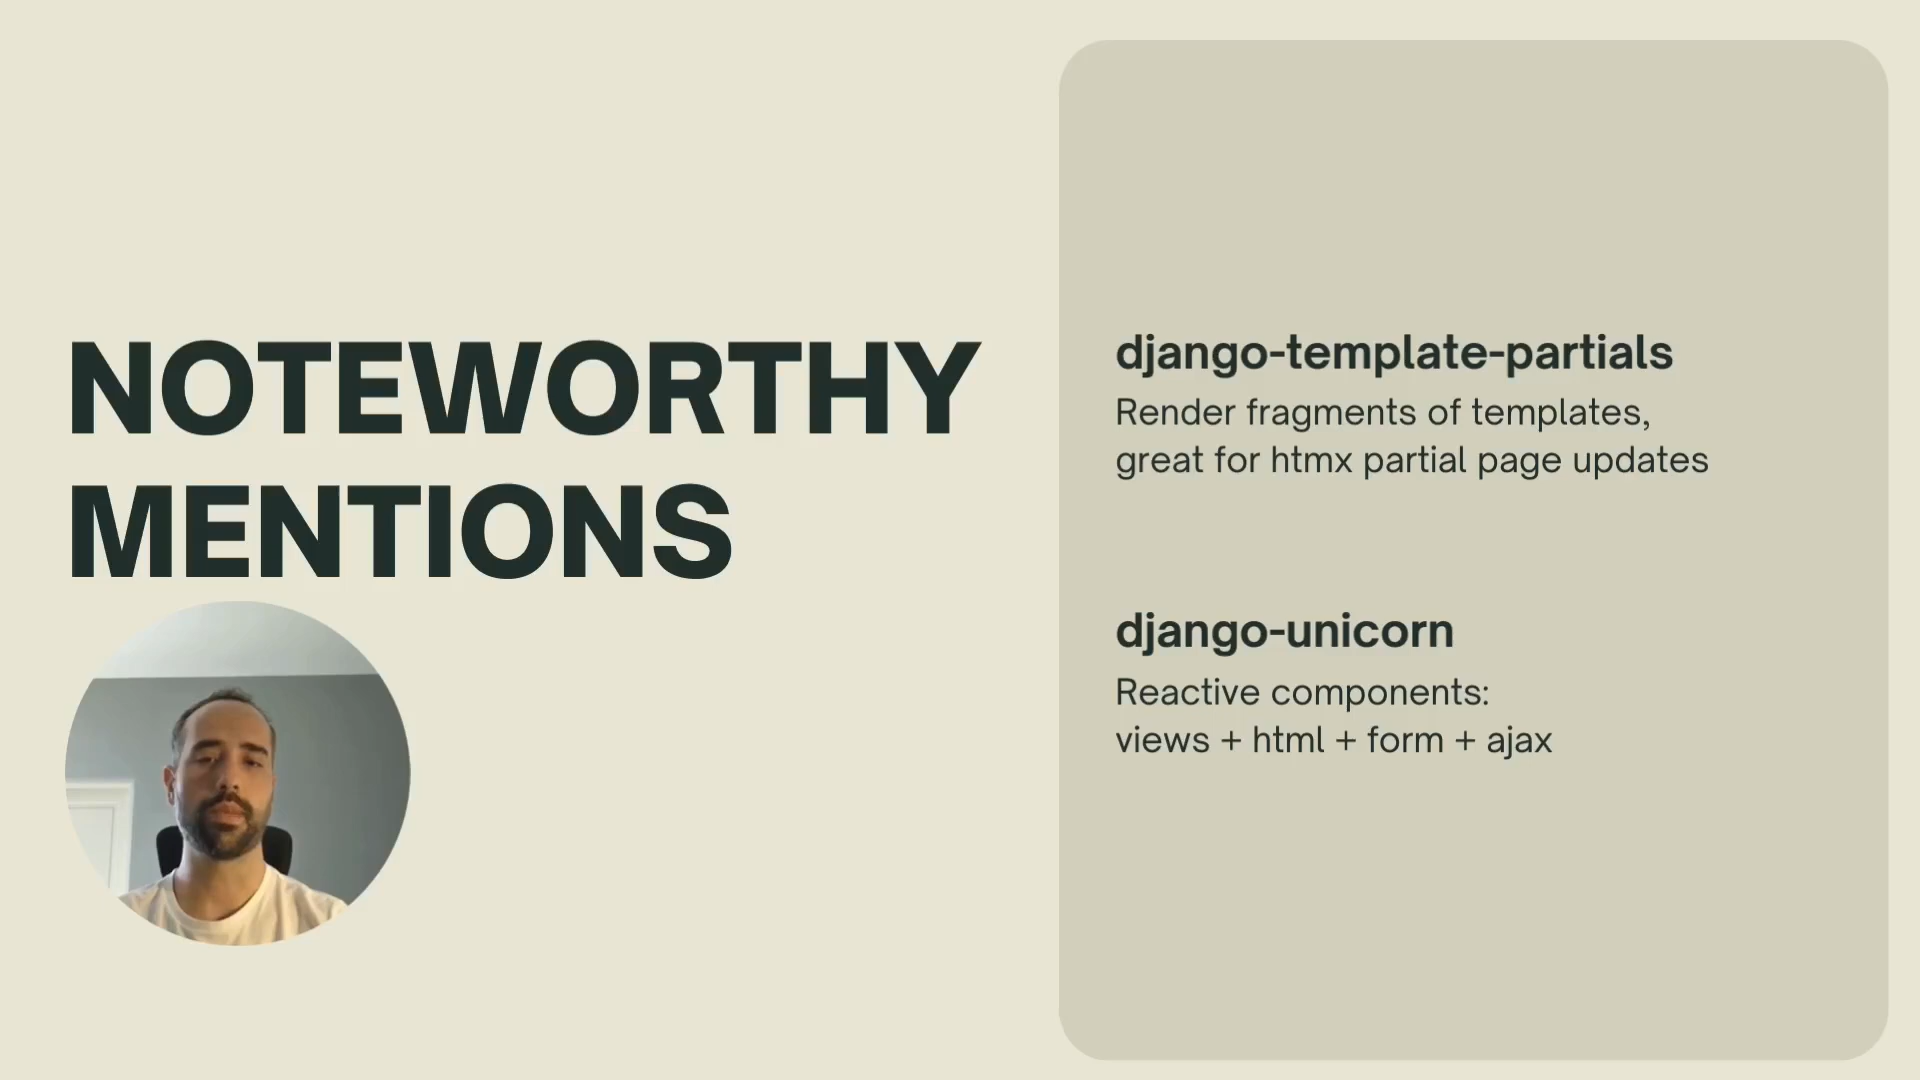 NOTEWORTHY
MENTIONS
django-template-partials
Render fragments of templates,
great for htmx partial page updates
django-unicorn
Reactive components:
views + html + form + ajax